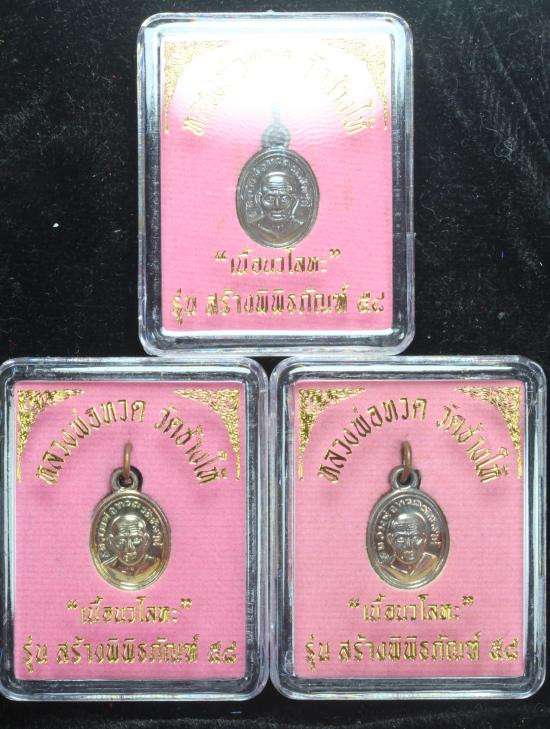 หลวงพ่อทวด วัดช้างให้
“เนื้อนวโลหะ”
รุ่น สร้างพิพิธภัณฑ์ ๕๘
หลวงพ่อทวด วัดช้างให้
“เนื้อนวโลหะ”
รุ่น สร้างพิพิธภัณฑ์ ๕๘
หลวงพ่อทวด วัดช้างให้
“เนื้อนวโลหะ”
รุ่น สร้างพิพิธภัณฑ์ ๕๘